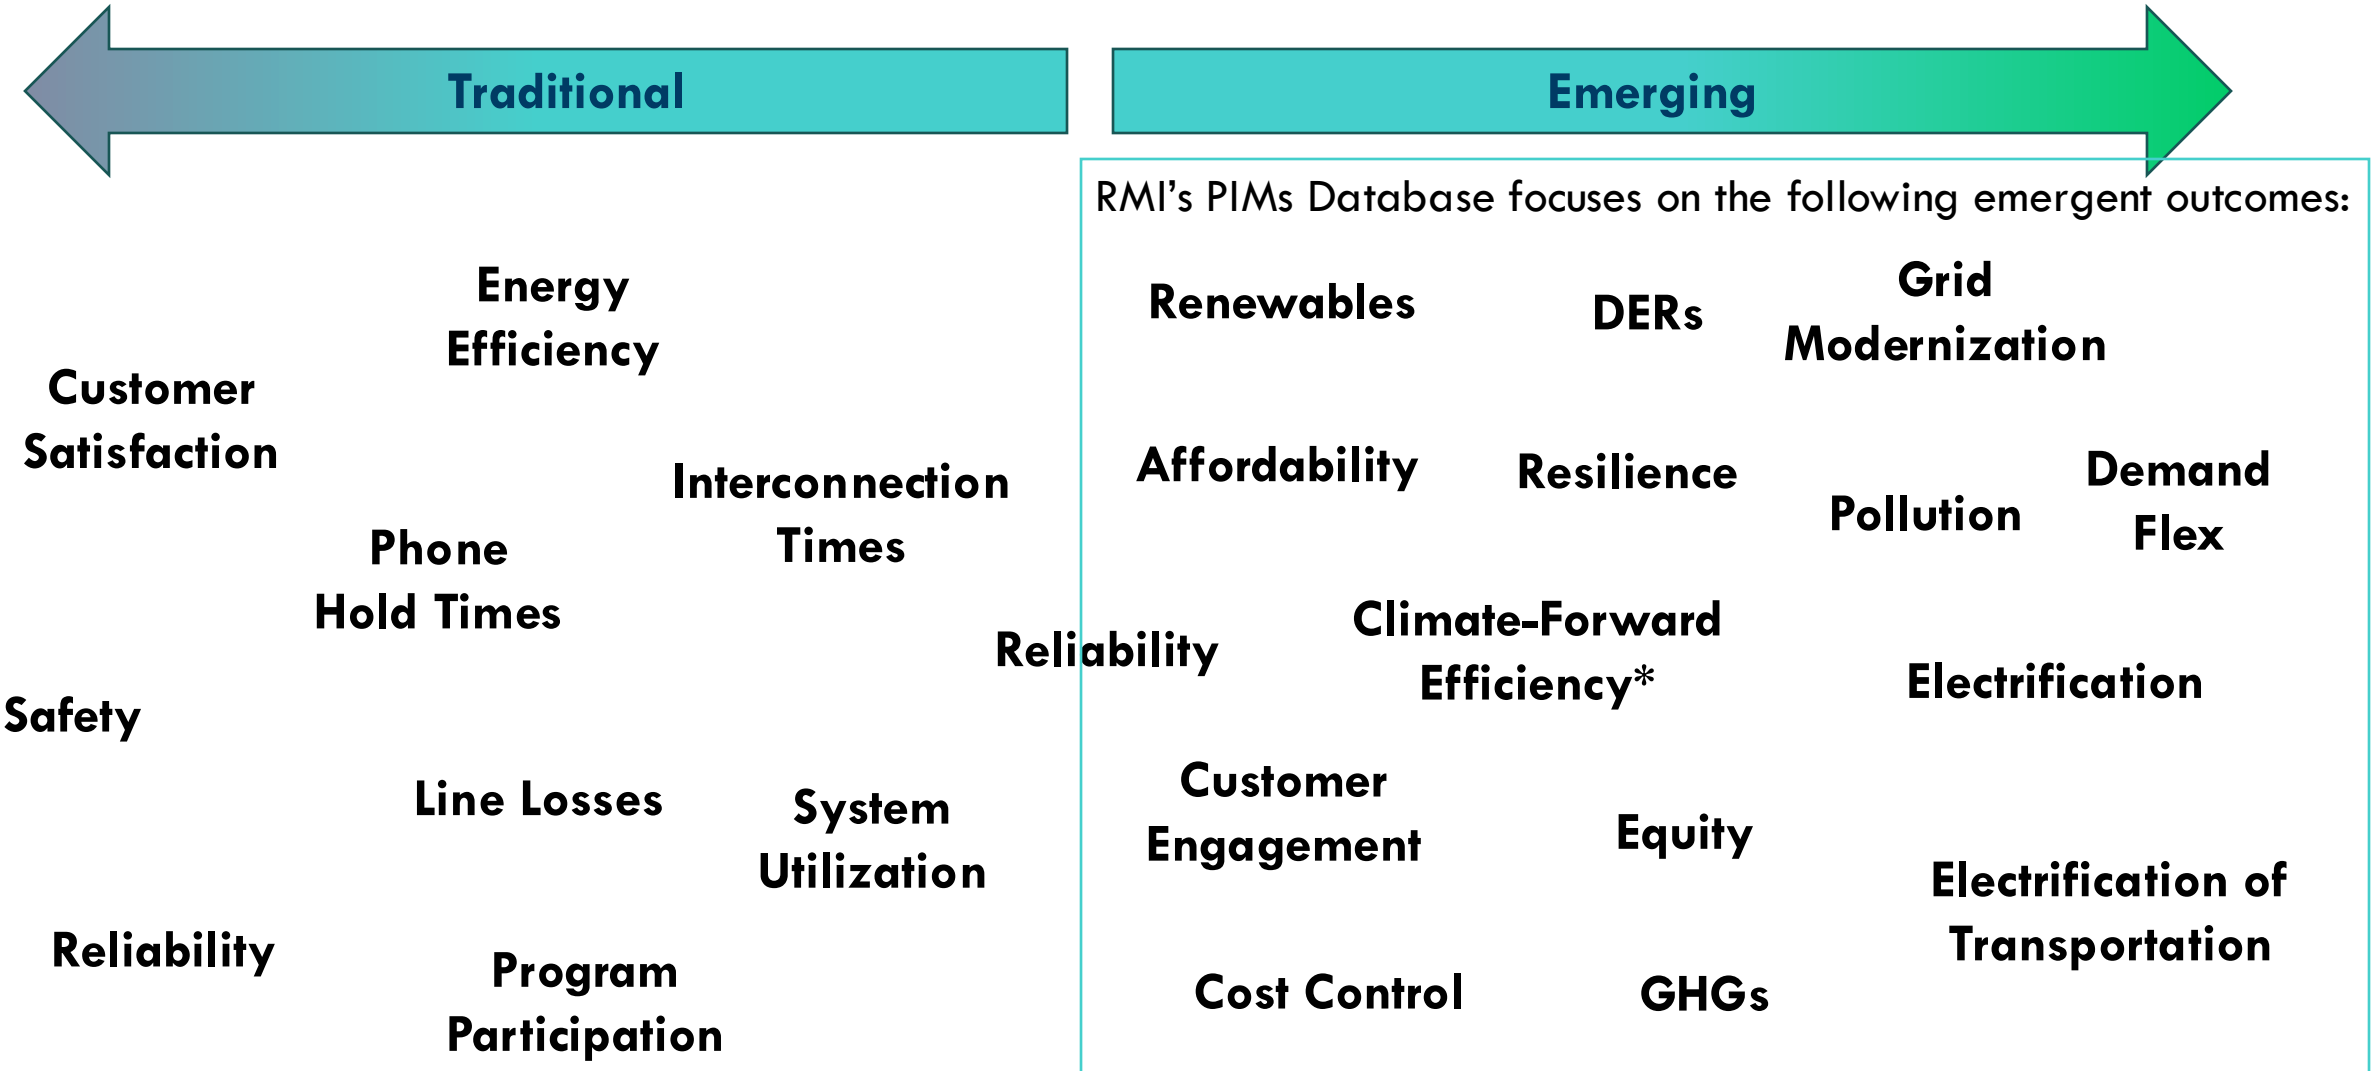 Traditional
Emerging
RMI's PIMs Database focuses on the following emergent outcomes:
Energy
Efficiency
Customer
Satisfaction
Interconnection
Times
Phone
Hold Times
Reliability
Safety
Line Losses
System
Utilization
Reliability
Program
Participation
Renewables
DERs
Grid
Modernization
Affordability
Resilience
Pollution
Demand
Flex
Climate-Forward
Efficiency*
Electrification
Customer
Engagement
Equity
Electrification of
Transportation
Cost Control
GHGs